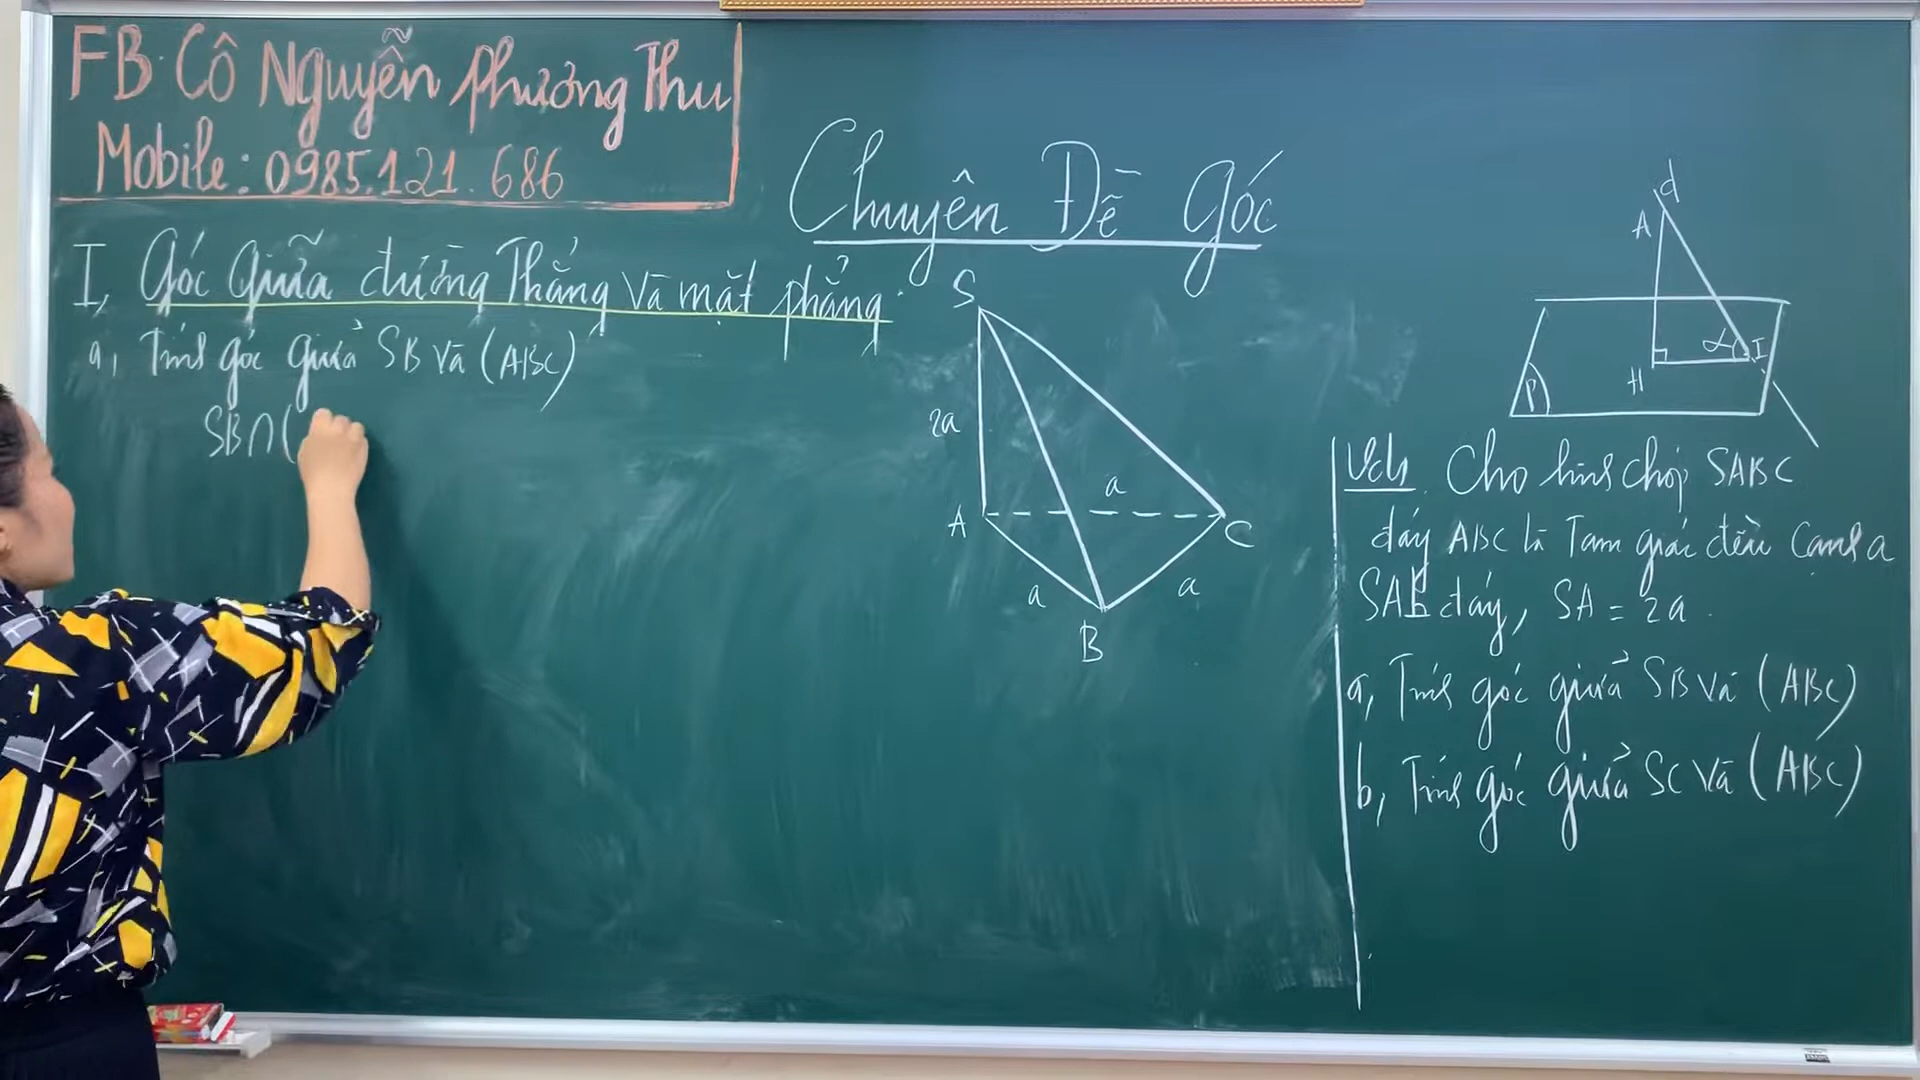 FB: Cô Nguyễn Phương Thu
Mobile: 0985.121.686
Chuyên Đề Góc
I, Góc Giữa đường Thẳng Và mặt phẳng
a, Tính góc giữa SB Và (ABC)
SB∩(
S
2a
A
a
C
a
a
B
d
A
α
I
H
P
Vd1. Cho hình chóp SABC
đáy ABC là Tam giác đều Cạnh a
SA⊥đáy, SA = 2a.
a, Tính góc giữa SB Và (ABC)
b, Tính góc giữa SC Và (ABC)